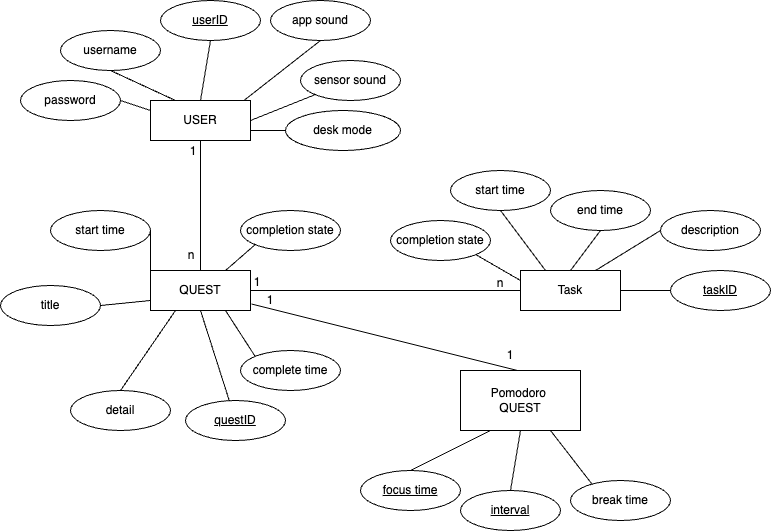 userID
app sound
username
sensor sound
password
USER
desk mode
1
start time
end time
start time
completion state
completion state
description
n
QUEST
1
n
Task
taskID
title
1
1
complete time
Pomodoro
QUEST
detail
questID
focus time
interval
break time